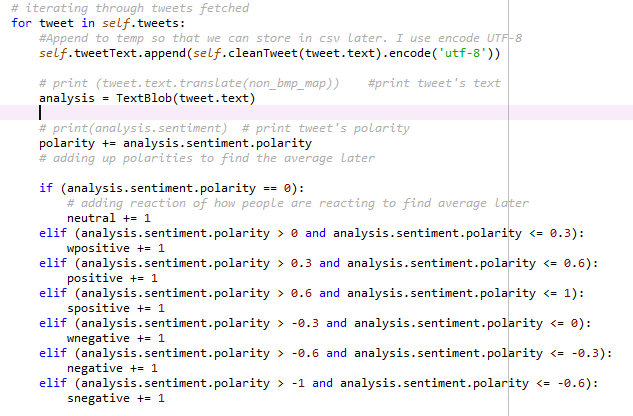 # iterating through tweets fetched
for tweet in self.tweets:
    #Append to temp so that we can store in csv later. I use encode UTF-8
    self.tweetText.append(self.cleanTweet(tweet.text).encode('utf-8'))

    # print (tweet.text.translate(non_bmp_map))    #print tweet's text
    analysis = TextBlob(tweet.text)

    # print(analysis.sentiment)  # print tweet's polarity
    polarity += analysis.sentiment.polarity
    # adding up polarities to find the average later

    if (analysis.sentiment.polarity == 0):
        # adding reaction of how people are reacting to find average later
        neutral += 1
    elif (analysis.sentiment.polarity > 0 and analysis.sentiment.polarity <= 0.3):
        wpositive += 1
    elif (analysis.sentiment.polarity > 0.3 and analysis.sentiment.polarity <= 0.6):
        positive += 1
    elif (analysis.sentiment.polarity > 0.6 and analysis.sentiment.polarity <= 1):
        spositive += 1
    elif (analysis.sentiment.polarity > -0.3 and analysis.sentiment.polarity <= 0):
        wnegative += 1
    elif (analysis.sentiment.polarity > -0.6 and analysis.sentiment.polarity <= -0.3):
        negative += 1
    elif (analysis.sentiment.polarity > -1 and analysis.sentiment.polarity <= -0.6):
        snegative += 1